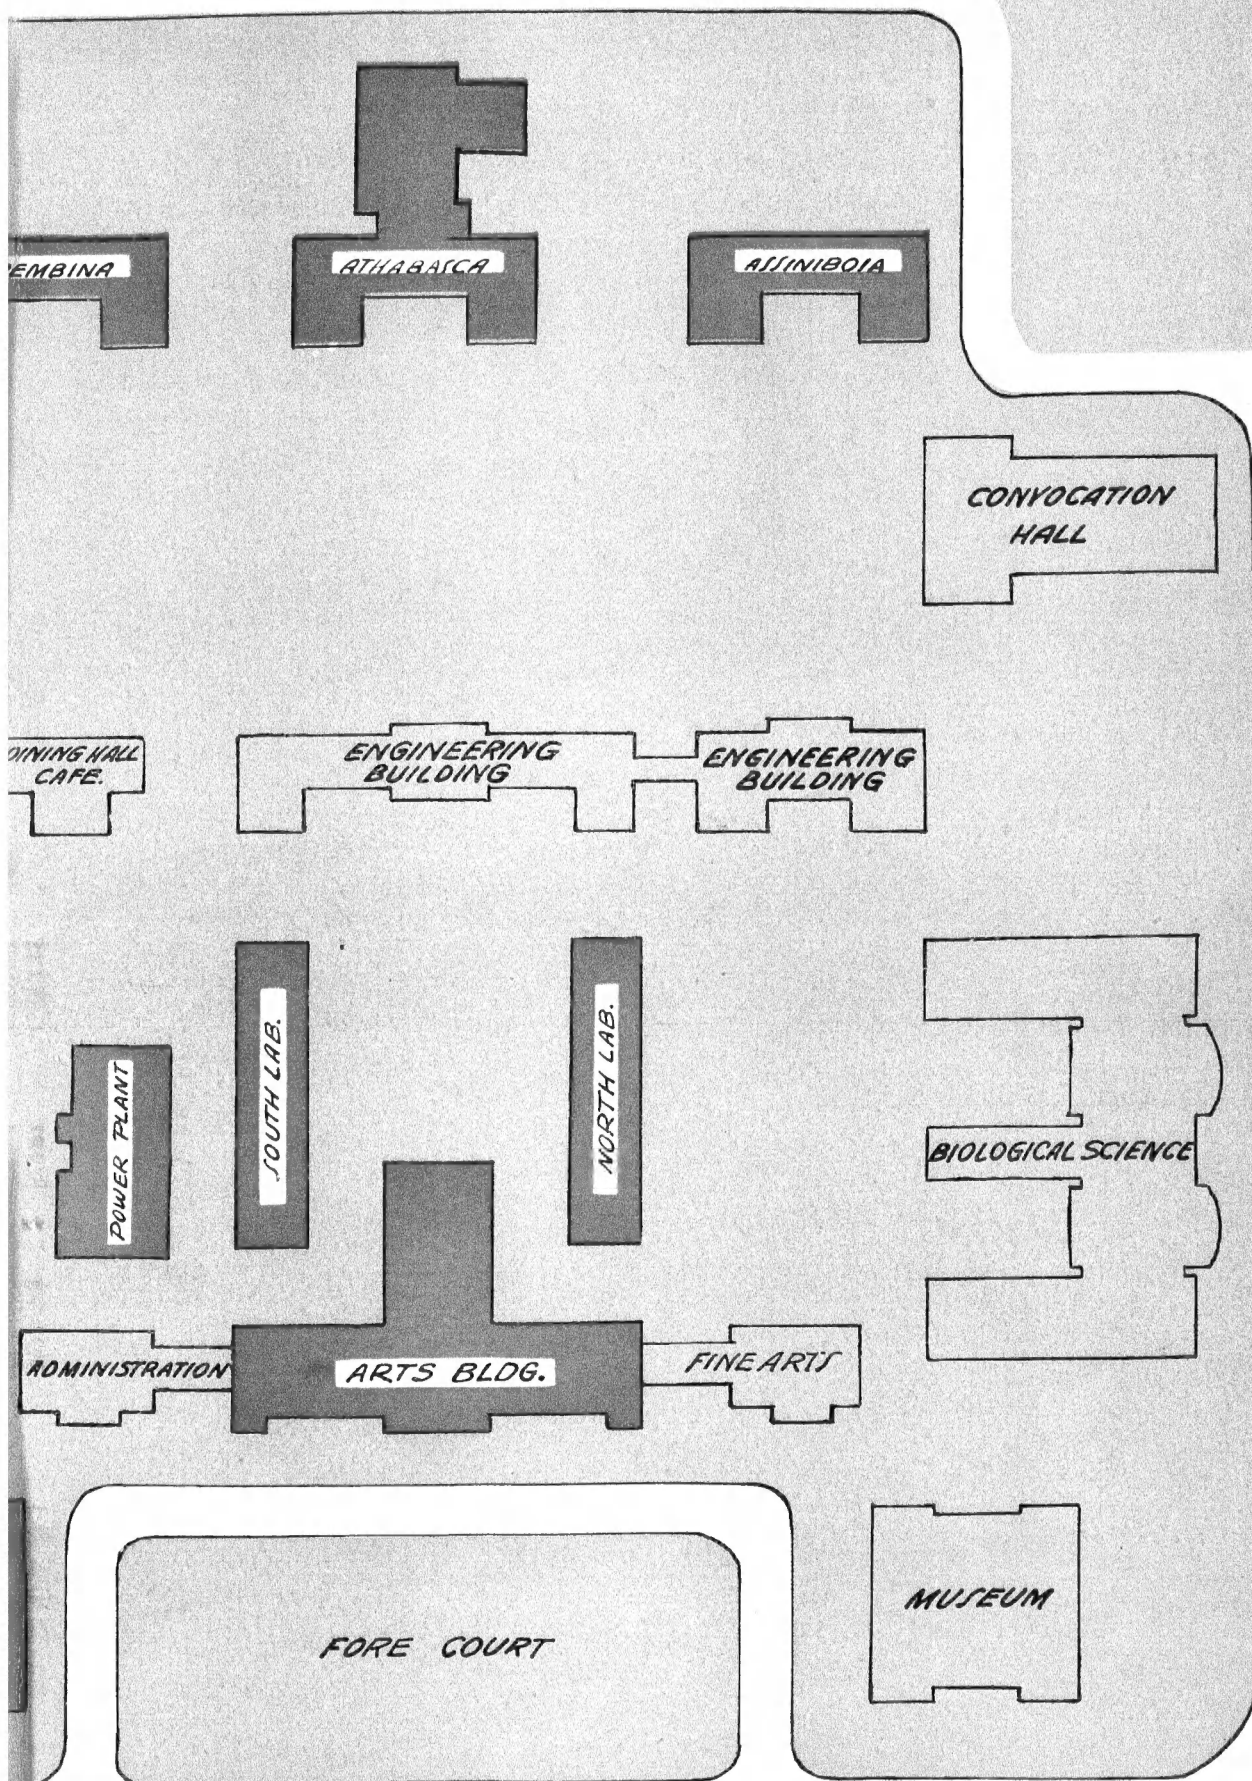 EMBINA
ATHABASCA
ASSINIBOIA
CONVOCATION
HALL
DINING HALL
CAFE.
ENGINEERING
BUILDING
ENGINEERING
BUILDING
POWER PLANT
SOUTH LAB.
NORTH LAB.
BIOLOGICAL SCIENCE
ADMINISTRATION
ARTS BLDG.
FINE ARTS
FORE COURT
MUSEUM